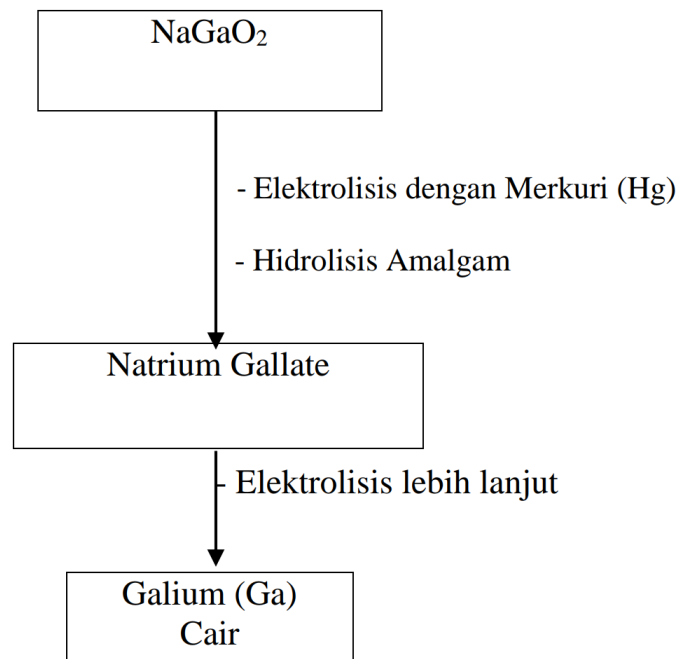 NaGaO₂
- Elektrolisis dengan Merkuri (Hg)
- Hidrolisis Amalgam
Natrium Gallate
- Elektrolisis lebih lanjut
Galium (Ga)
Cair